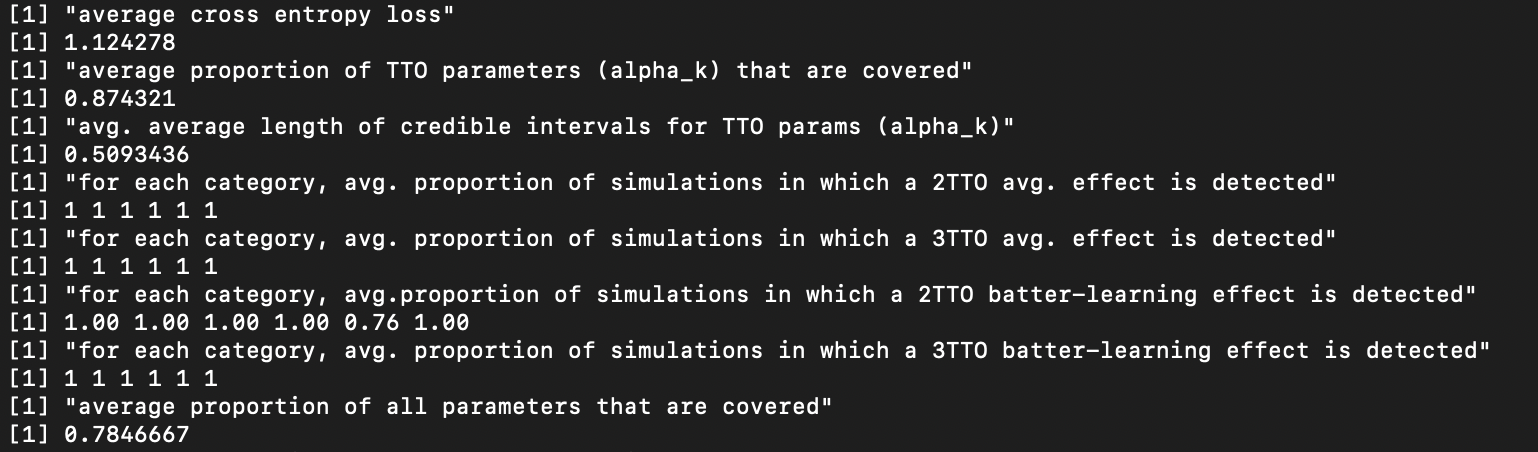 [1] "average cross entropy loss"
[1] 1.124278
[1] "average proportion of TTO parameters (alpha_k) that are covered"
[1] 0.874321
[1] "avg. average length of credible intervals for TTO params (alpha_k)"
[1] 0.5093436
[1] "for each category, avg. proportion of simulations in which a 2TTO avg. effect is detected"
[1] 1 1 1 1 1 1
[1] "for each category, avg. proportion of simulations in which a 3TTO avg. effect is detected"
[1] 1 1 1 1 1 1
[1] "for each category, avg.proportion of simulations in which a 2TTO batter-learning effect is detected"
[1] 1.00 1.00 1.00 1.00 0.76 1.00
[1] "for each category, avg. proportion of simulations in which a 3TTO batter-learning effect is detected"
[1] 1 1 1 1 1 1
[1] "average proportion of all parameters that are covered"
[1] 0.7846667